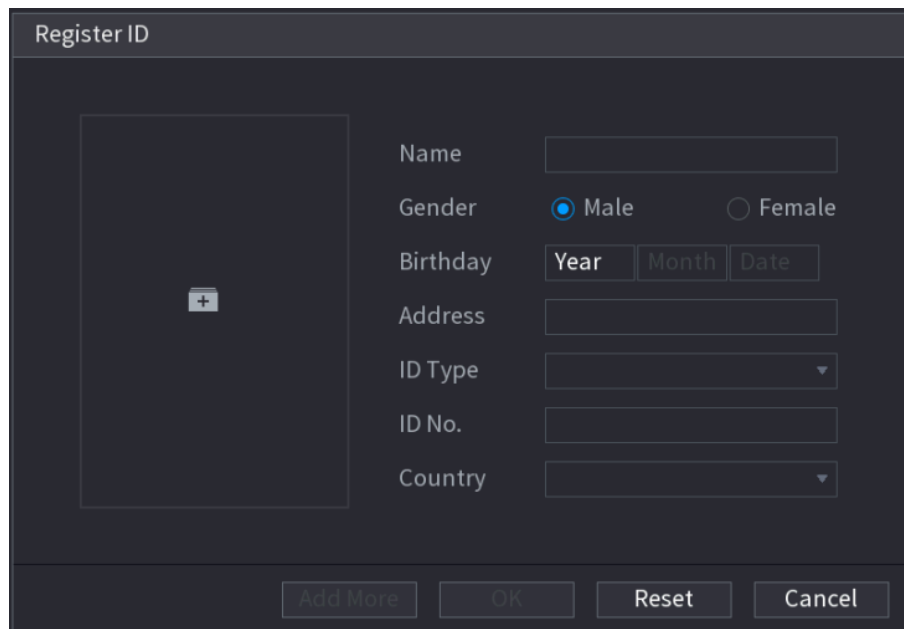 Register ID
Name
Gender Male Female
Birthday Year Month Date
Address
ID Type
ID No.
Country
Add More OK Reset Cancel